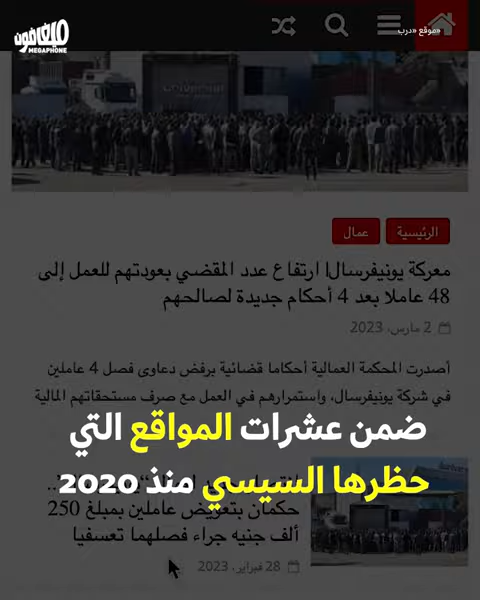 ميغافون
MEGAPHONE
«موقع «درب
الرئيسية
عمال
معركة يونيفرسال| ارتفاع عدد المقضي بعودتهم للعمل إلى
48 عاملا بعد 4 أحكام جديدة لصالحهم
2 مارس، 2023
أصدرت المحكمة العمالية أحكاما قضائية برفض دعاوى فصل 4 عاملين
في شركة يونيفرسال، واستمرارهم في العمل مع صرف مستحقاتهم المالية
ضمن عشرات المواقع التي
حظرها السيسي منذ 2020
حكمان بتعويض عاملين بمبلغ 250
ألف جنيه جراء فصلهما تعسفيا
28 فبراير، 2023